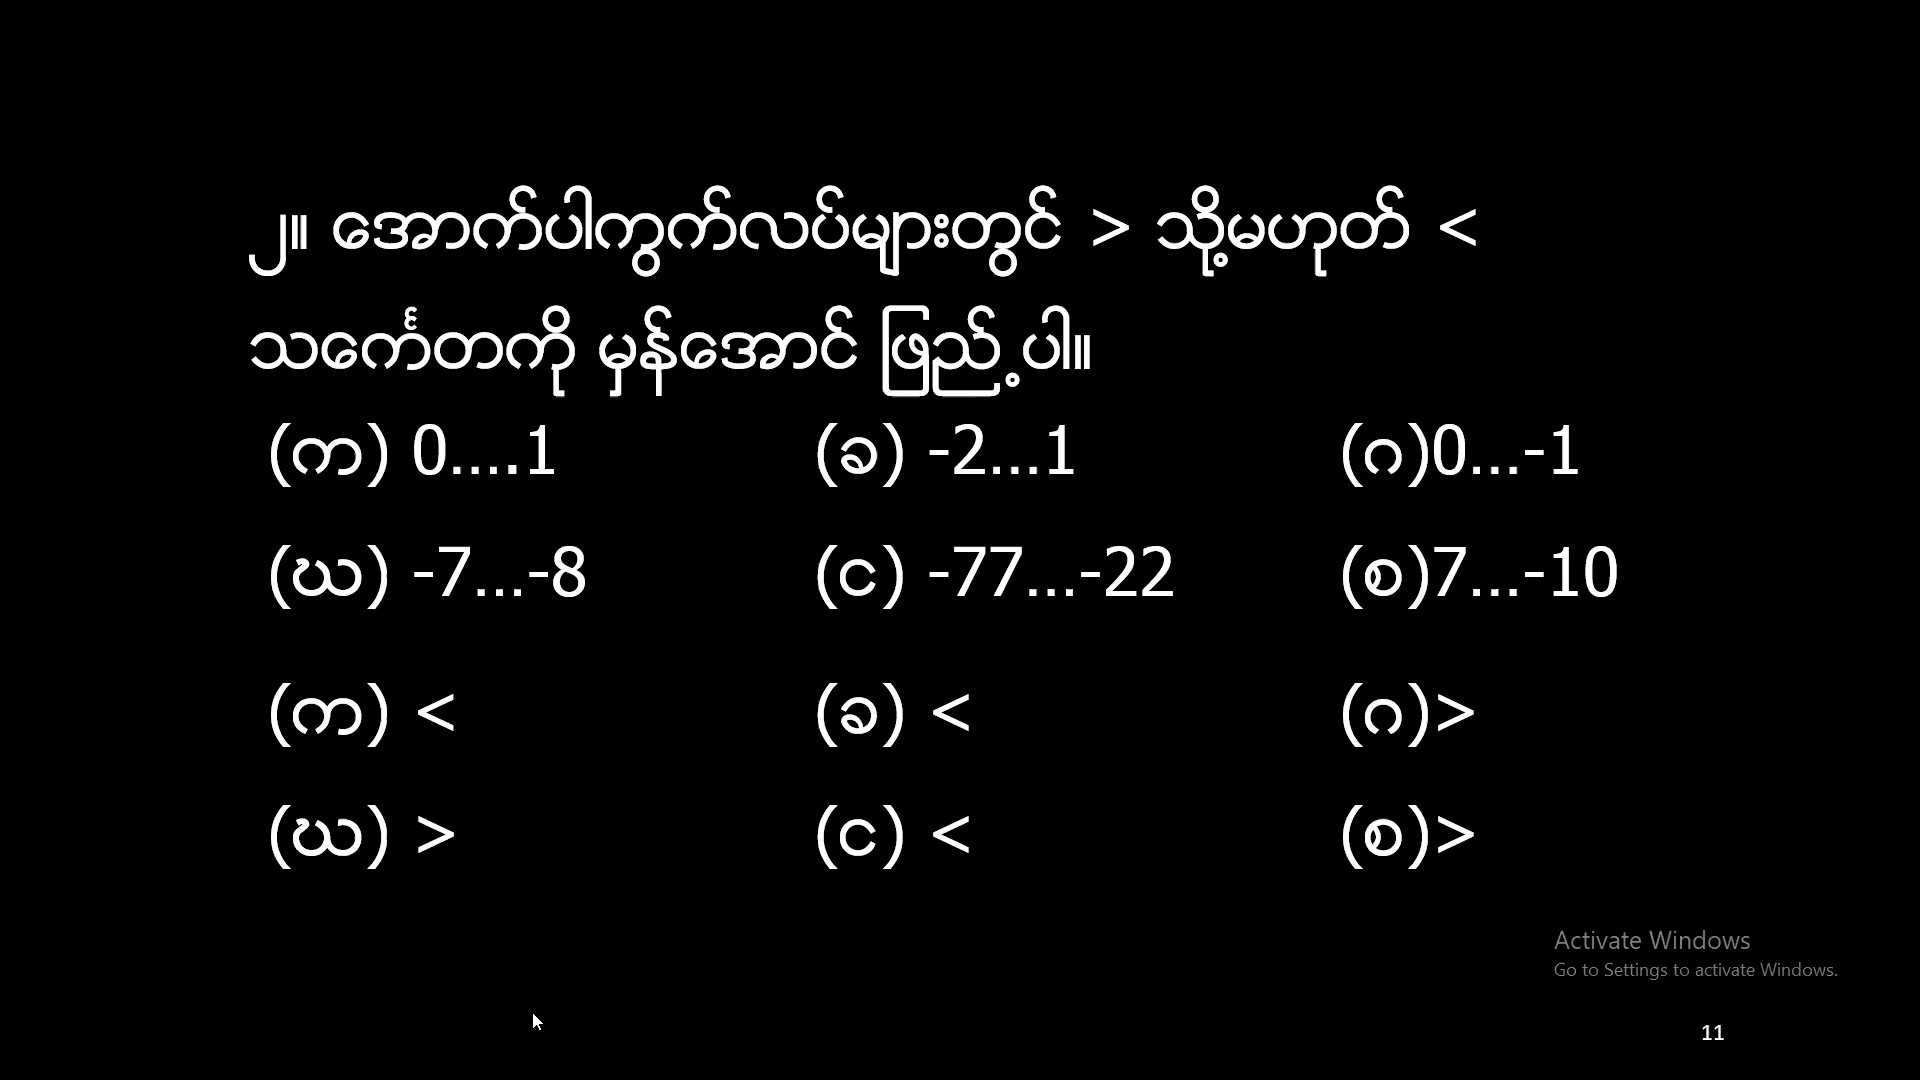 ၂။ အောက်ပါကွက်လပ်များတွင် > သို့မဟုတ် <
သင်္ကေတကို မှန်အောင် ဖြည့်ပါ။
(က) 0....1 (ခ) -2...1 (ဂ)0...-1
(ဃ) -7...-8 (င) -77...-22 (စ)7...-10
(က) < (ခ) < (ဂ)>
(ဃ) > (င) < (စ)>
Activate Windows
Go to Settings to activate Windows.
11